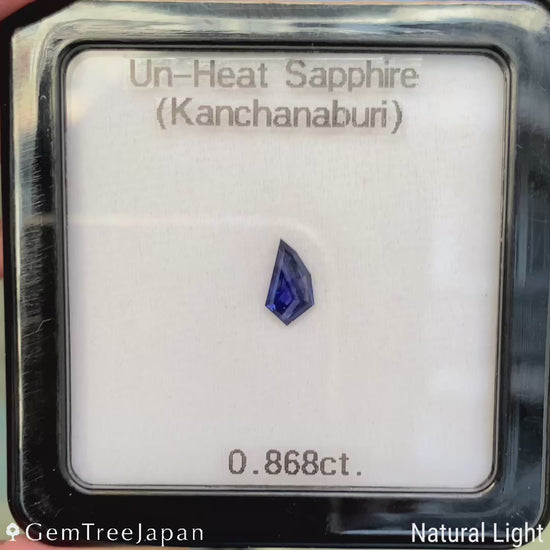 Un-Heat Sapphire
(Kanchanaburi)
0.868ct.
GemTreeJapan
Natural Light